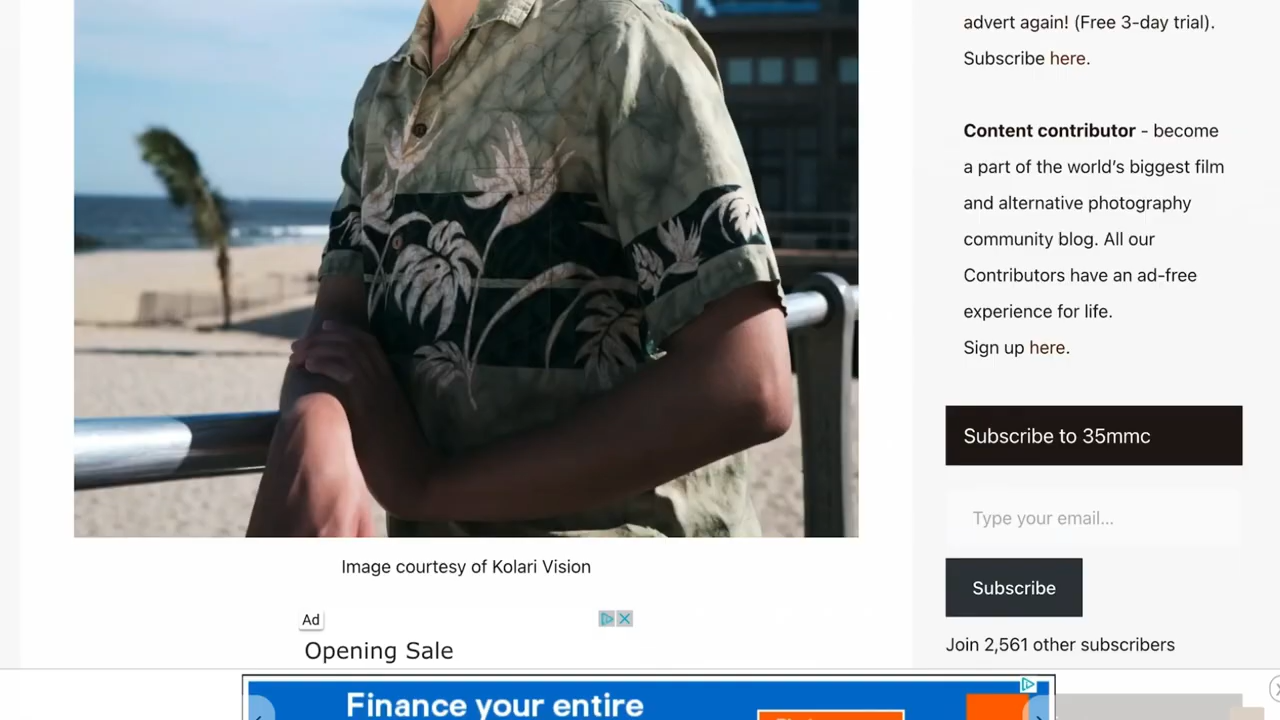 advert again! (Free 3-day trial).
Subscribe here.
Content contributor - become
a part of the world's biggest film
and alternative photography
community blog. All our
Contributors have an ad-free
experience for life.
Sign up here.
Subscribe to 35mmc
Type your email...
Subscribe
Join 2,561 other subscribers
Image courtesy of Kolari Vision
Ad
Opening Sale
Finance your entire